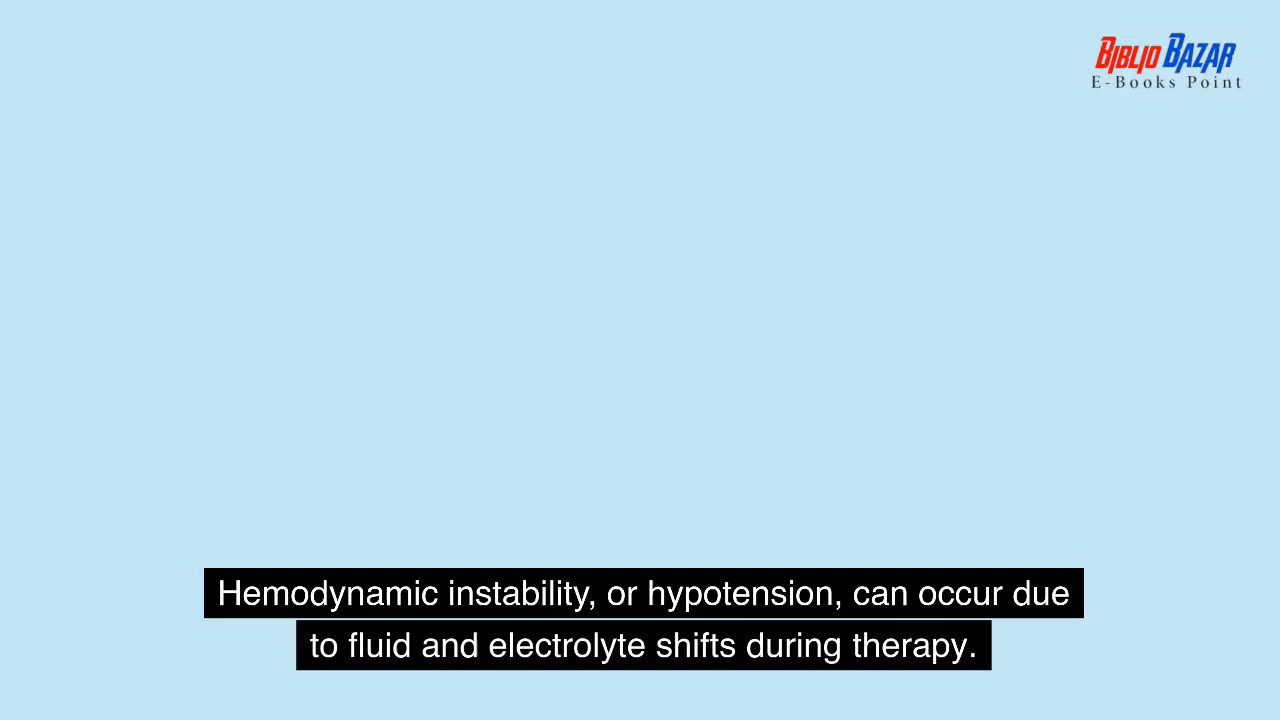 BIBLIO BAZAR
E-Books Point
Hemodynamic instability, or hypotension, can occur due
to fluid and electrolyte shifts during therapy.